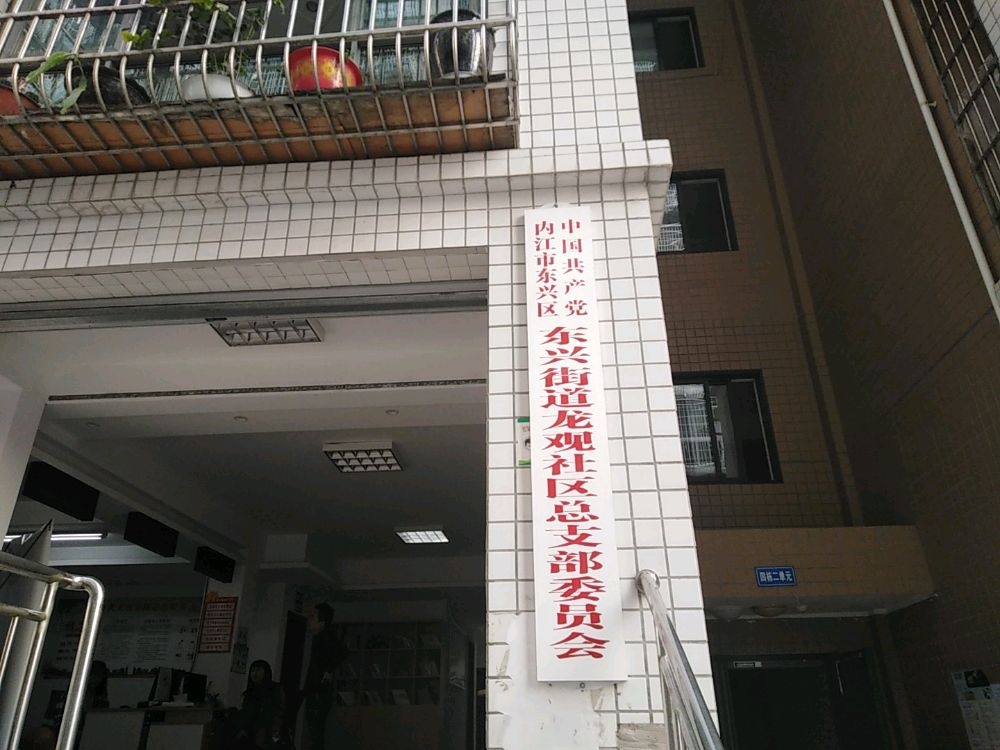 中国共产党
内江市东兴区
东兴街道龙观社区总支部委员会
四栋二单元